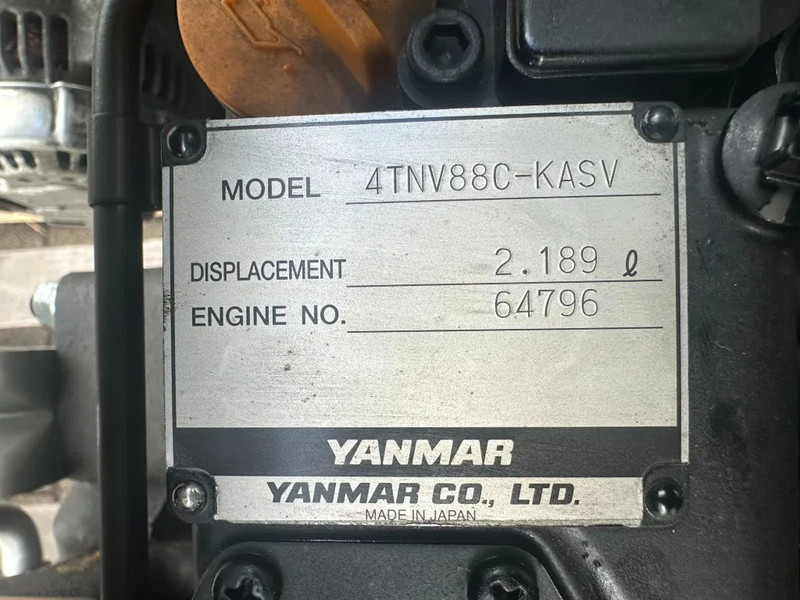 MODEL 4TNV88C-KASV
DISPLACEMENT 2.189 ℓ
ENGINE NO. 64796
YANMAR
YANMAR CO., LTD.
MADE IN JAPAN